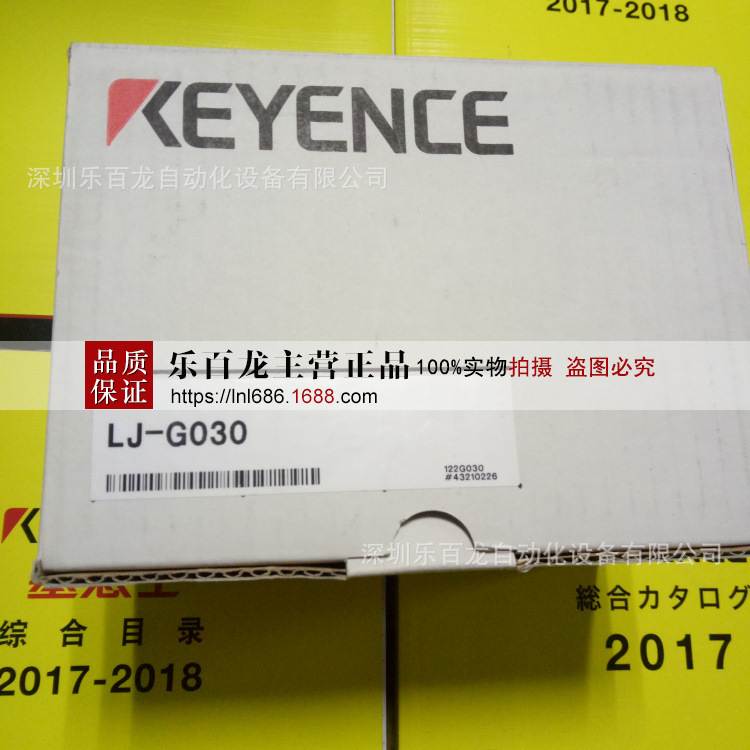 2017-2018
KEYENCE
深圳乐百龙自动化设备有限公司
品质
保证
乐百龙主营正品 100%实物拍摄 盗图必究
https://lnl686.1688.com
LJ-G030
122G030
#43210226
深圳乐百龙自动化设备有限公司
综合目录
2017-2018
総合カタログ
2017